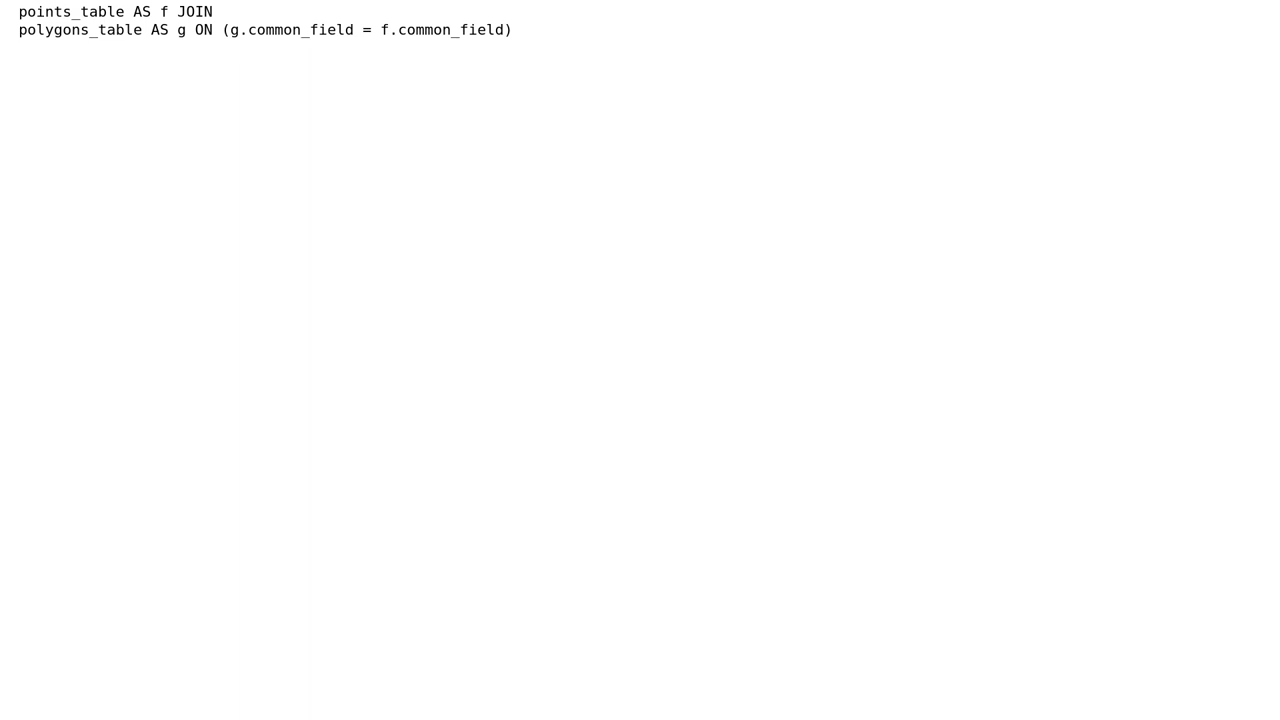 points_table AS f JOIN
polygons_table AS g ON (g.common_field = f.common_field)